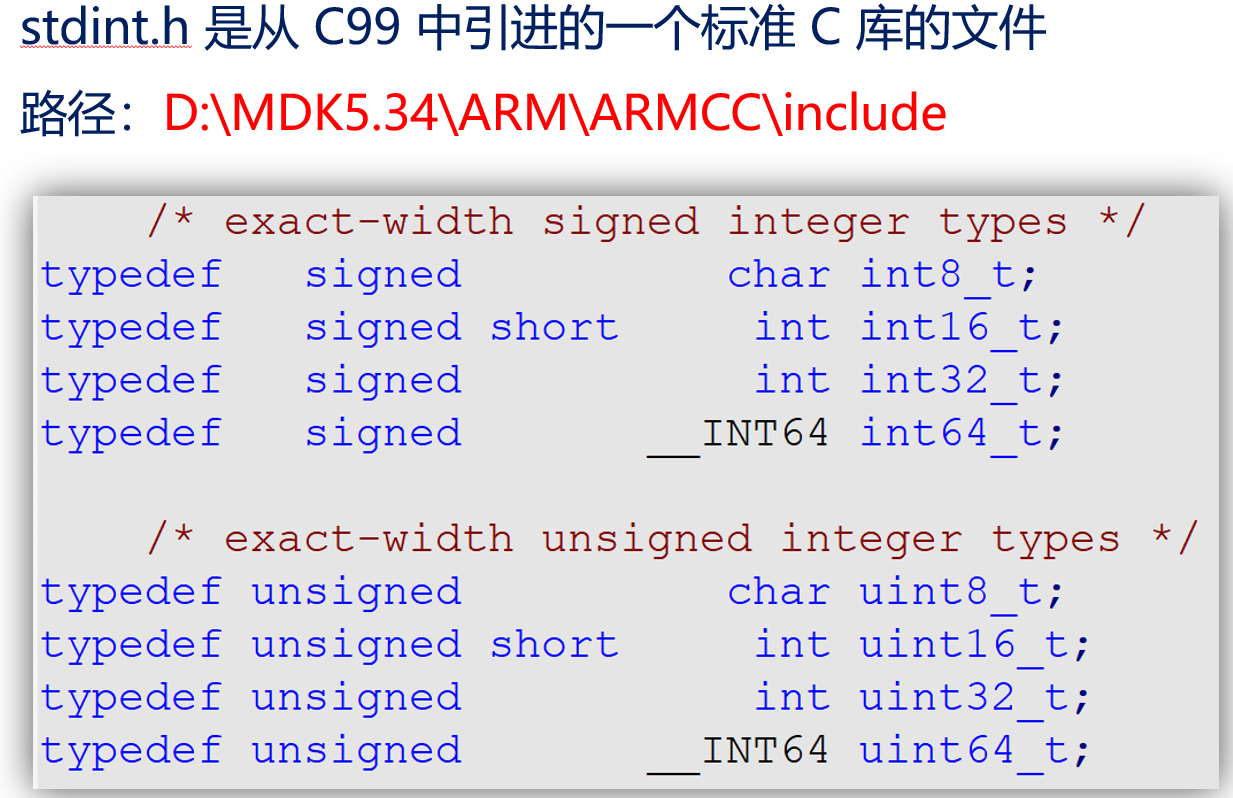 stdint.h 是从 C99 中引进的一个标准 C 库的文件
路径：D:\MDK5.34\ARM\ARMCC\include
/* exact-width signed integer types */
typedef   signed          char int8_t;
typedef   signed short     int int16_t;
typedef   signed           int int32_t;
typedef   signed       __INT64 int64_t;
/* exact-width unsigned integer types */
typedef unsigned          char uint8_t;
typedef unsigned short     int uint16_t;
typedef unsigned           int uint32_t;
typedef unsigned       __INT64 uint64_t;